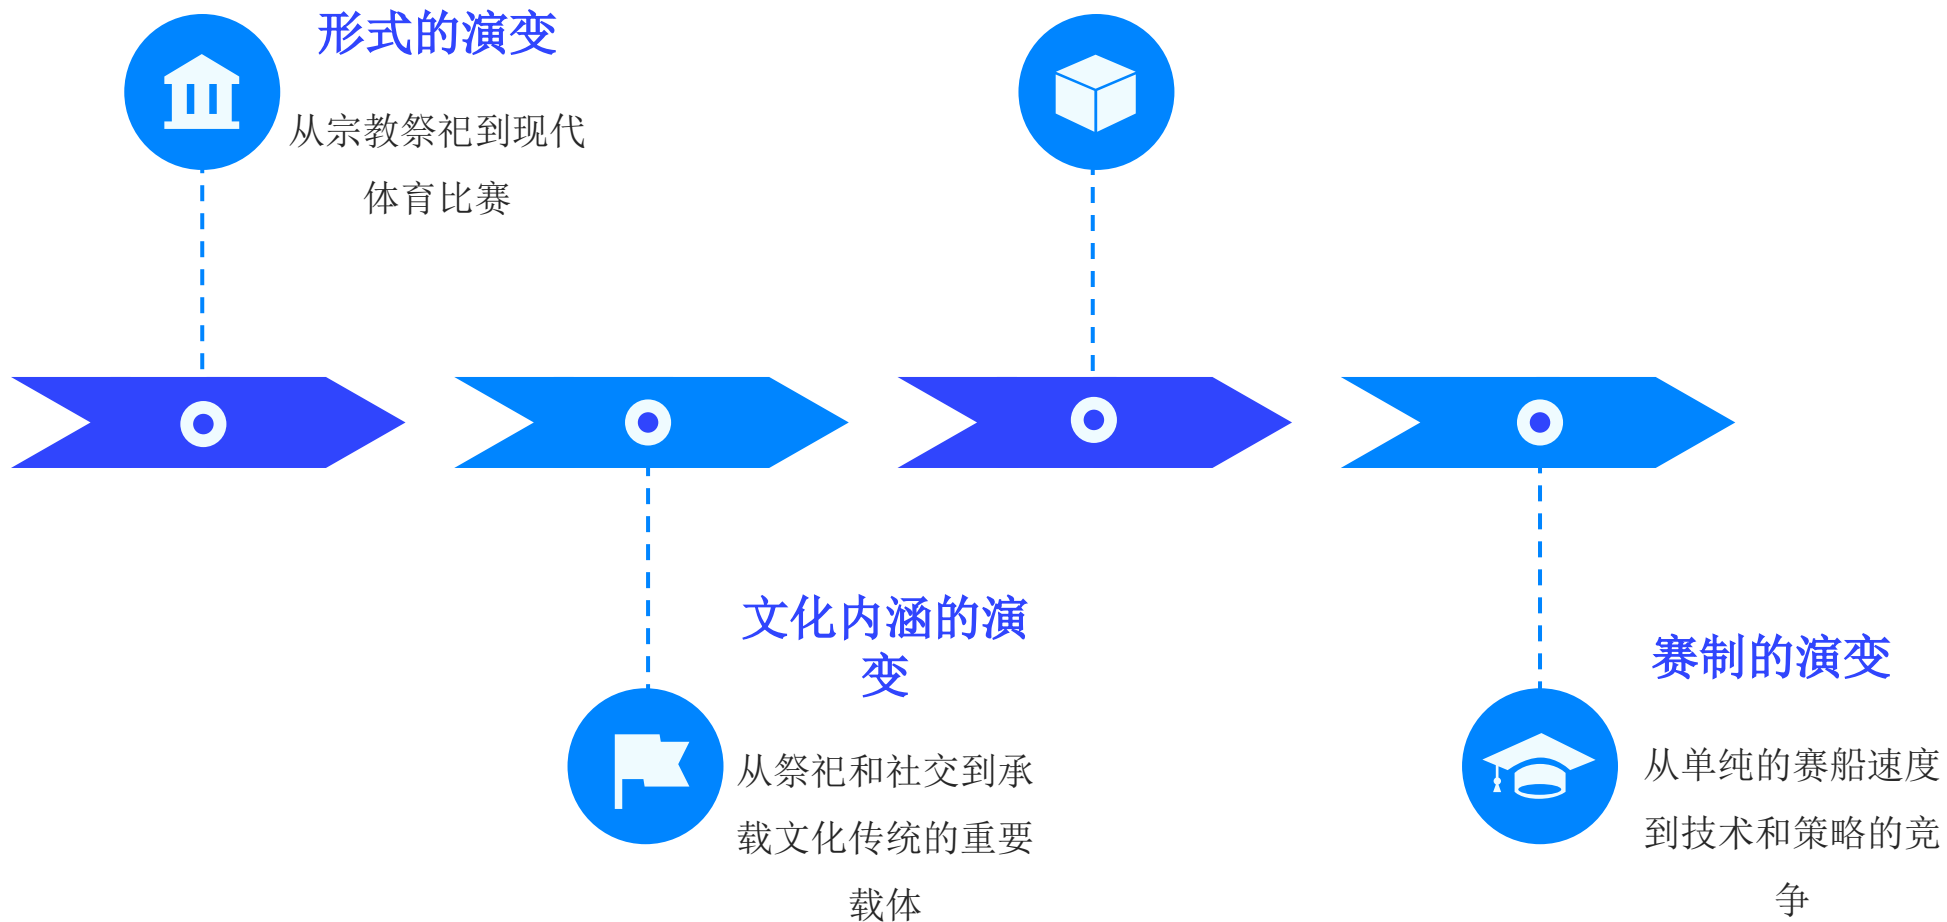 形式的演变
从宗教祭祀到现代
体育比赛
文化内涵的演
变
从祭祀和社交到承
载文化传统的重要
载体
赛制的演变
从单纯的赛船速度
到技术和策略的竞
争